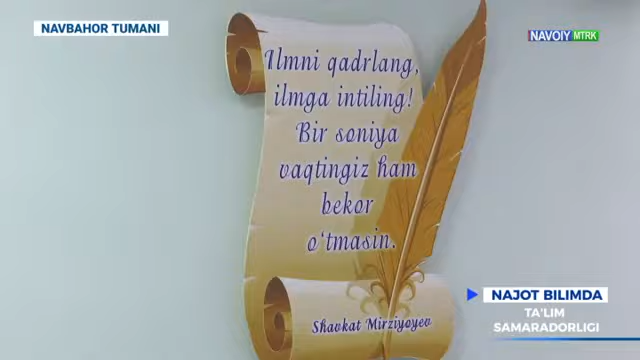 NAVBAHOR TUMANI
NAVOIY MTRK
Ilmni qadrlang,
ilmga intiling!
Bir soniya
vaqtingiz ham
bekor
o'tmasin.
Shavkat Mirziyoyev
NAJOT BILIMDA
TA'LIM
SAMARADORLIGI